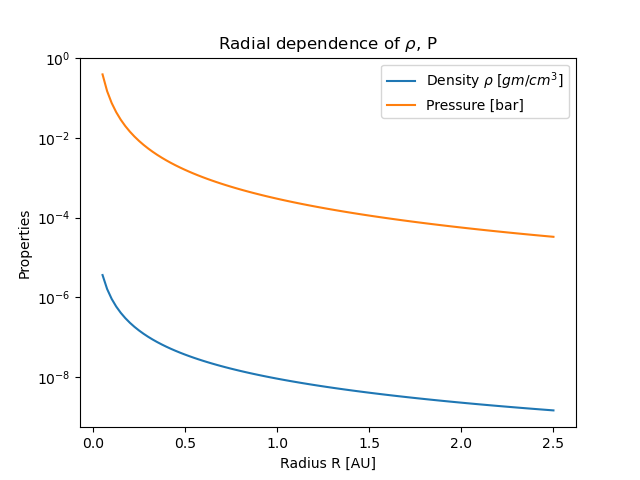 Radial dependence of ρ, P
Density ρ [gm/cm³]
Pressure [bar]
10⁰
10⁻²
10⁻⁴
10⁻⁶
10⁻⁸
Properties
0.0 0.5 1.0 1.5 2.0 2.5
Radius R [AU]